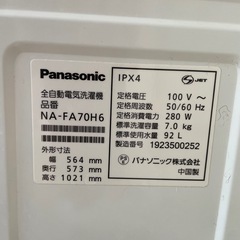 Panasonic
全自動電気洗濯機
品番
NA-FA70H6
外形寸法
幅 564 mm
奥行 573 mm
高さ 1021 mm
IPX4
JET
定格電圧 100 V～
定格周波数 50/60 Hz
定格消費電力 280 W
標準洗濯容量 7.0 kg
標準水量 92 L
製造番号 1923500252
パナソニック株式会社
中国製